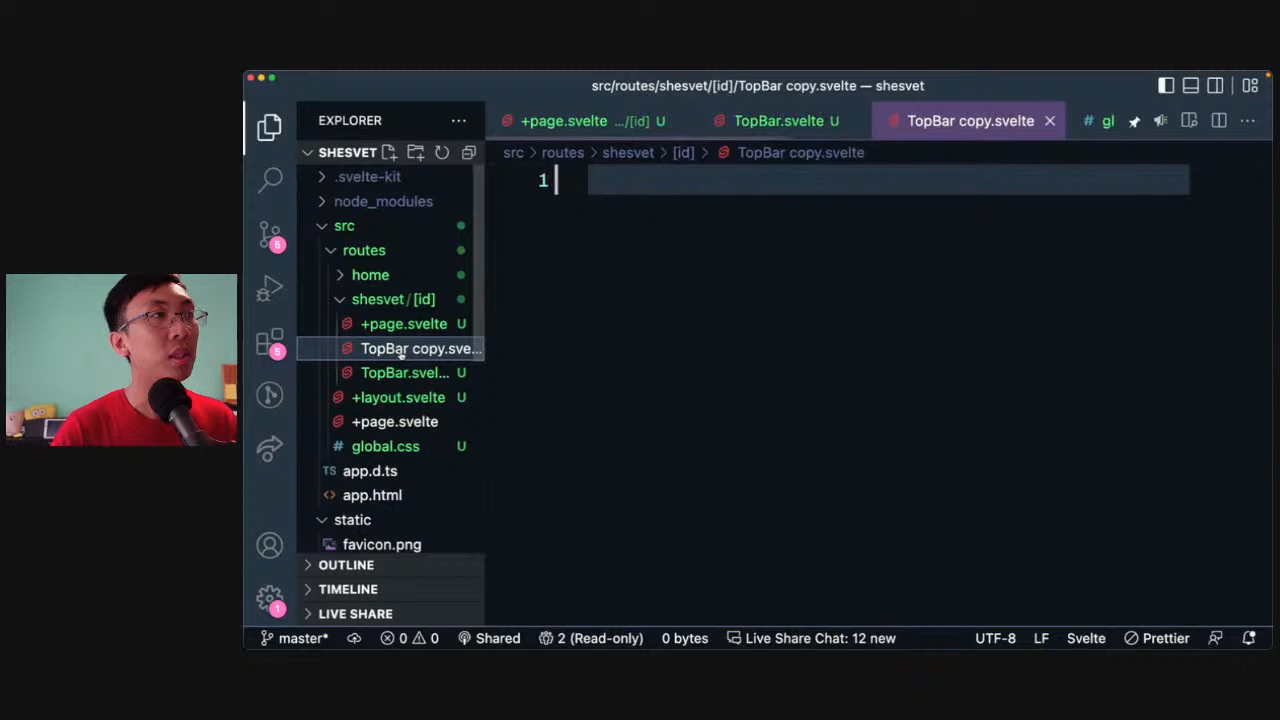 src/routes/shesvet/[id]/TopBar copy.svelte — shesvet
EXPLORER
+page.svelte .../[id] U
TopBar.svelte U
TopBar copy.svelte
# gl
SHESVET
src > routes > shesvet > [id] > TopBar copy.svelte
1
.svelte-kit
node_modules
src
routes
home
shesvet/[id]
+page.svelte U
TopBar copy.sve...
TopBar.svel... U
+layout.svelte U
+page.svelte
# global.css U
TS app.d.ts
<> app.html
static
favicon.png
OUTLINE
TIMELINE
LIVE SHARE
5
5
1
master* 0 0 Shared 2 (Read-only) 0 bytes Live Share Chat: 12 new UTF-8 LF Svelte Prettier